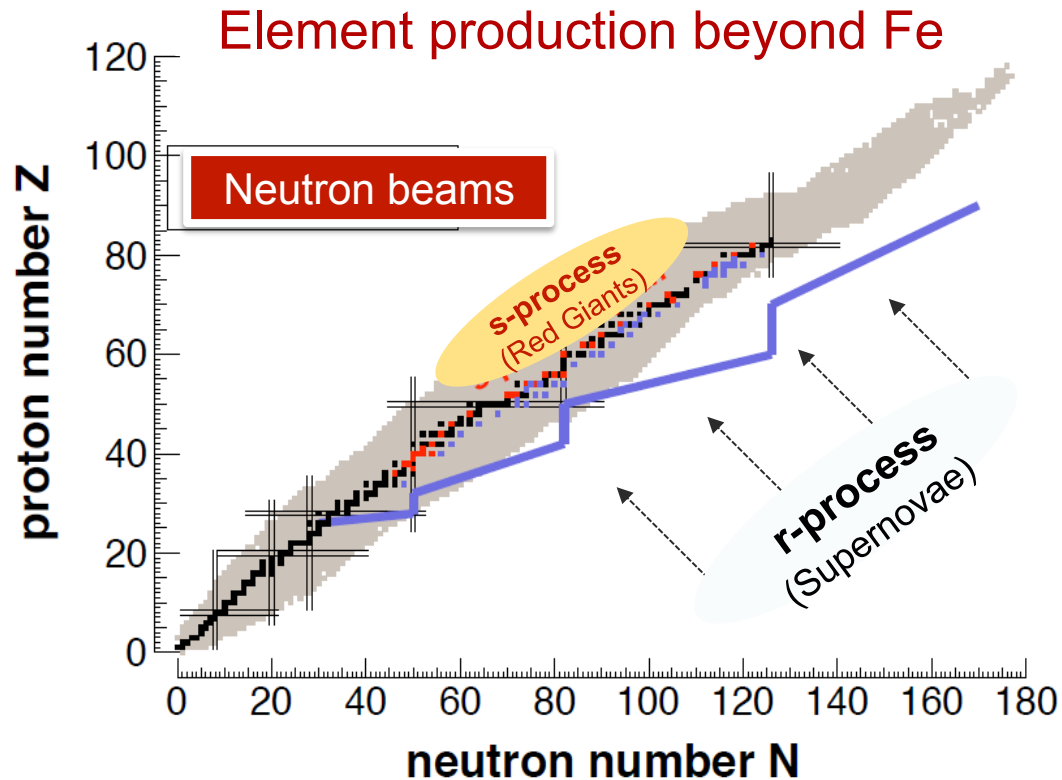 Element production beyond Fe
120
100
80
60
40
20
0
proton number Z
Neutron beams
s-process
(Red Giants)
r-process
(Supernovae)
0 20 40 60 80 100 120 140 160 180
neutron number N